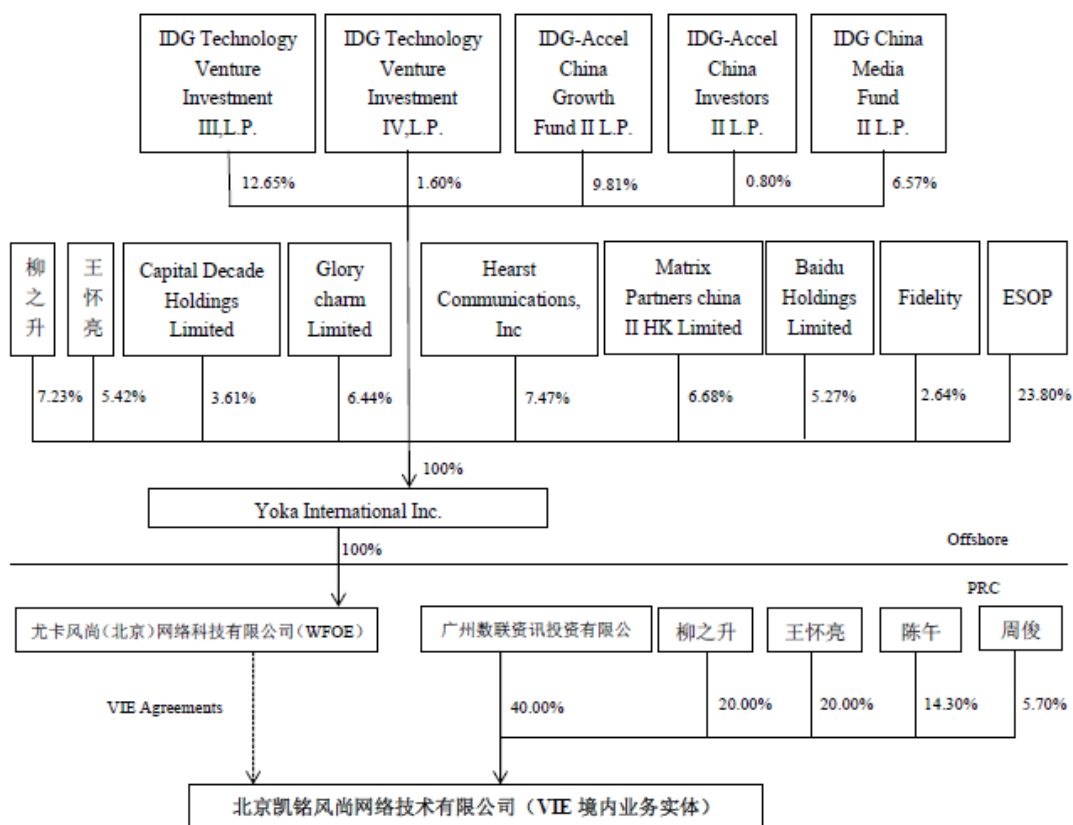 IDG Technology
Venture
Investment
III,L.P.
IDG Technology
Venture
Investment
IV,L.P.
IDG-Accel
China
Growth
Fund II L.P.
IDG-Accel
China
Investors
II L.P.
IDG China
Media
Fund
II L.P.
12.65%
1.60%
9.81%
0.80%
6.57%
柳
之
升
王
怀
亮
Capital Decade
Holdings
Limited
Glory
charm
Limited
Hearst
Communications,
Inc
Matrix
Partners china
II HK Limited
Baidu
Holdings
Limited
Fidelity
ESOP
7.23%
5.42%
3.61%
6.44%
7.47%
6.68%
5.27%
2.64%
23.80%
100%
Yoka International Inc.
100%
Offshore
PRC
尤卡风尚（北京）网络科技有限公司（WFOE）
广州数联资讯投资有限公
柳之升
王怀亮
陈午
周俊
VIE Agreements
40.00%
20.00%
20.00%
14.30%
5.70%
北京凯铭风尚网络技术有限公司（VIE 境内业务实体）